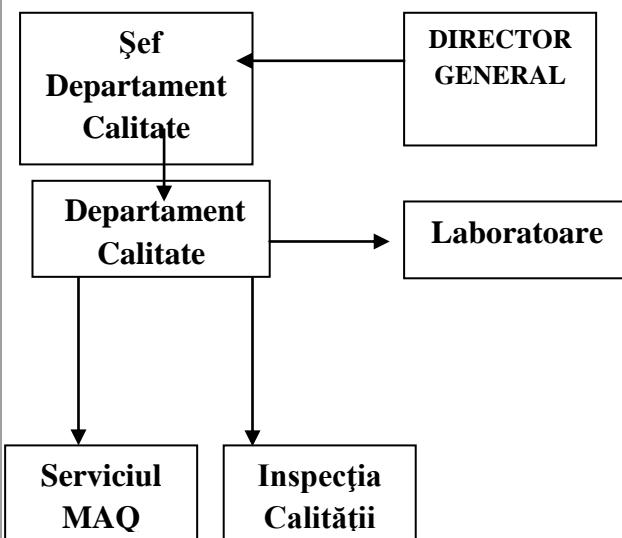 Şef
Departament
Calitate
DIRECTOR
GENERAL
Departament
Calitate
Laboratoare
Serviciul
MAQ
Inspecţia
Calităţii